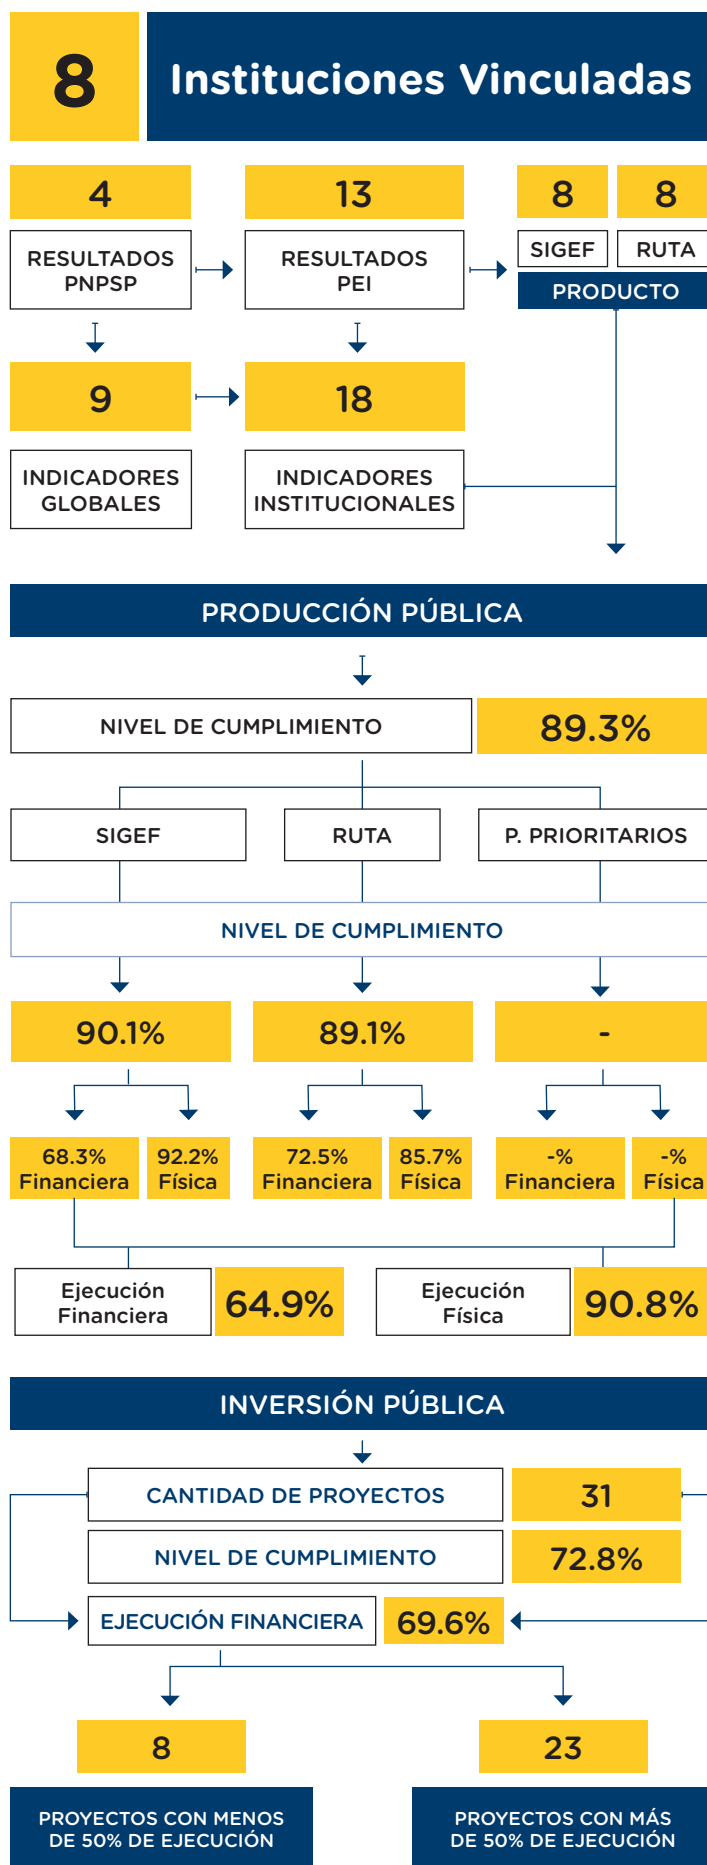 8
Instituciones Vinculadas
4
13
8
8
RESULTADOS
PNPSP
RESULTADOS
PEI
SIGEF
RUTA
PRODUCTO
9
18
INDICADORES
GLOBALES
INDICADORES
INSTITUCIONALES
PRODUCCIÓN PÚBLICA
NIVEL DE CUMPLIMIENTO
89.3%
SIGEF
RUTA
P. PRIORITARIOS
NIVEL DE CUMPLIMIENTO
90.1%
89.1%
-
68.3%
Financiera
92.2%
Física
72.5%
Financiera
85.7%
Física
-%
Financiera
-%
Física
Ejecución
Financiera
64.9%
Ejecución
Física
90.8%
INVERSIÓN PÚBLICA
CANTIDAD DE PROYECTOS
31
NIVEL DE CUMPLIMIENTO
72.8%
EJECUCIÓN FINANCIERA
69.6%
8
23
PROYECTOS CON MENOS
DE 50% DE EJECUCIÓN
PROYECTOS CON MÁS
DE 50% DE EJECUCIÓN